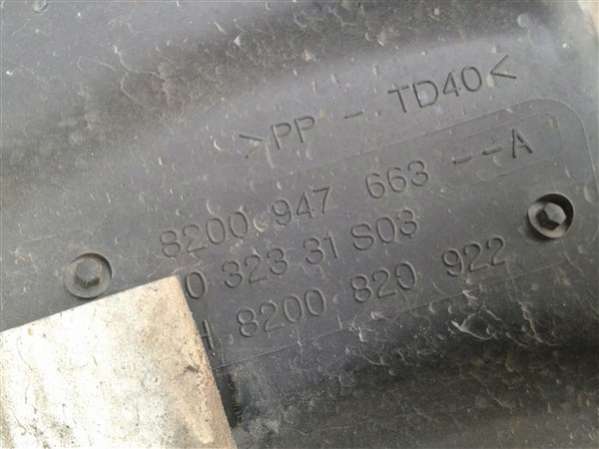 >PP - TD40<
8200 947 663 --A
0 323 31 S03
H 8200 820 922